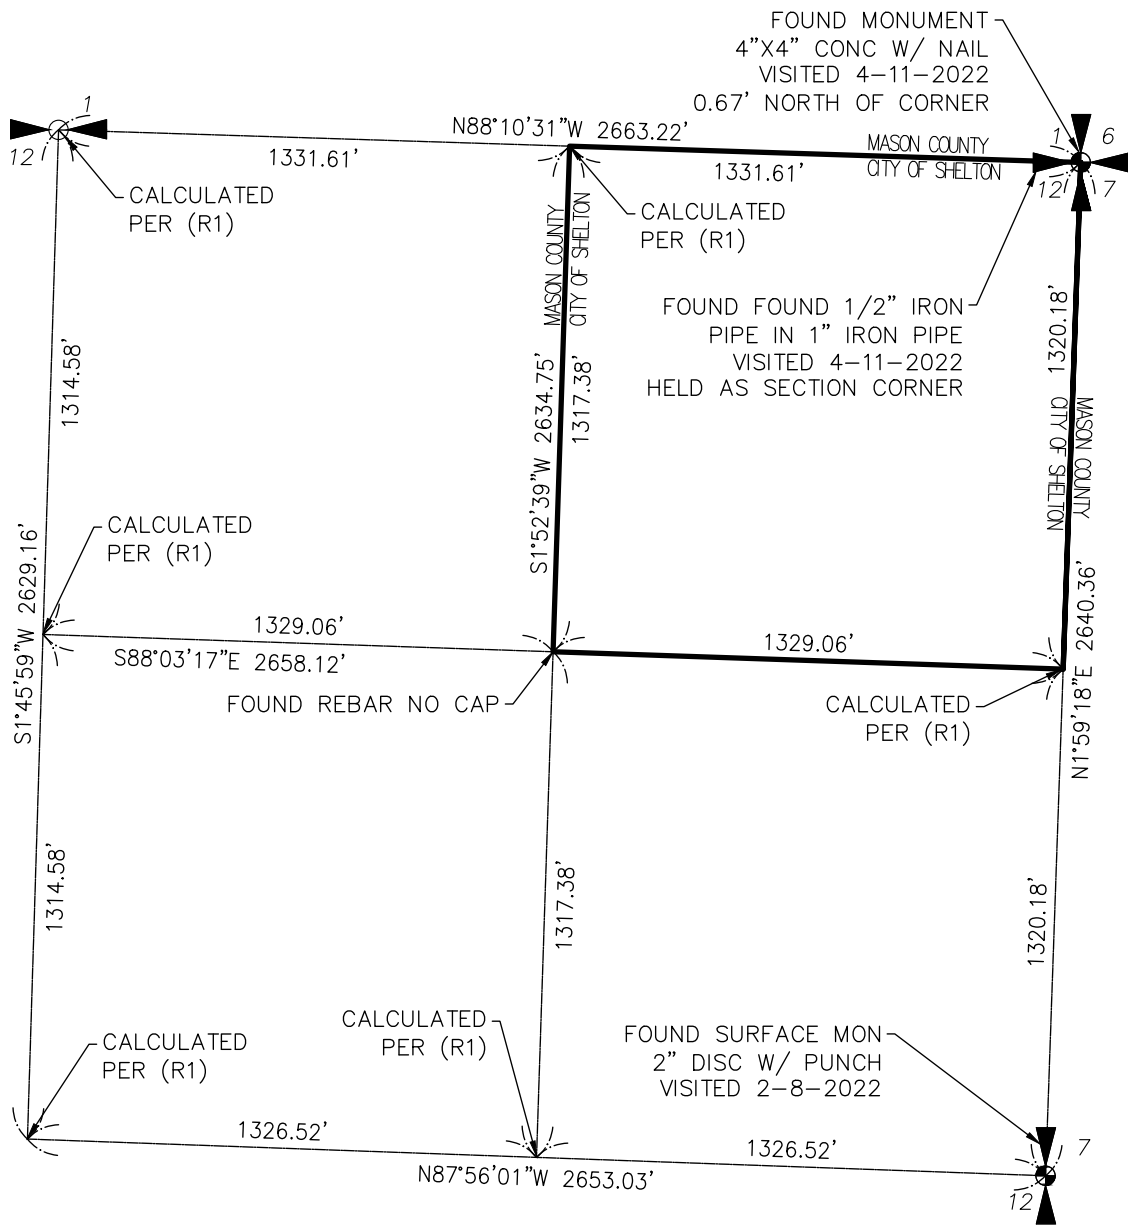 FOUND MONUMENT
4"X4" CONC W/ NAIL
VISITED 4-11-2022
0.67' NORTH OF CORNER
1
12
N88°10'31"W 2663.22'
1331.61'
1331.61'
MASON COUNTY
CITY OF SHELTON
1
6
12
7
CALCULATED
PER (R1)
CALCULATED
PER (R1)
MASON COUNTY
CITY OF SHELTON
FOUND FOUND 1/2" IRON
PIPE IN 1" IRON PIPE
VISITED 4-11-2022
HELD AS SECTION CORNER
1320.18'
1314.58'
S1°52'39"W 2634.75'
1317.38'
MASON COUNTY
CITY OF SHELTON
CALCULATED
PER (R1)
S1°45'59"W 2629.16'
1329.06'
S88°03'17"E 2658.12'
1329.06'
N1°59'18"E 2640.36'
FOUND REBAR NO CAP
CALCULATED
PER (R1)
1314.58'
1317.38'
1320.18'
CALCULATED
PER (R1)
CALCULATED
PER (R1)
FOUND SURFACE MON
2" DISC W/ PUNCH
VISITED 2-8-2022
1326.52'
1326.52'
N87°56'01"W 2653.03'
7
12